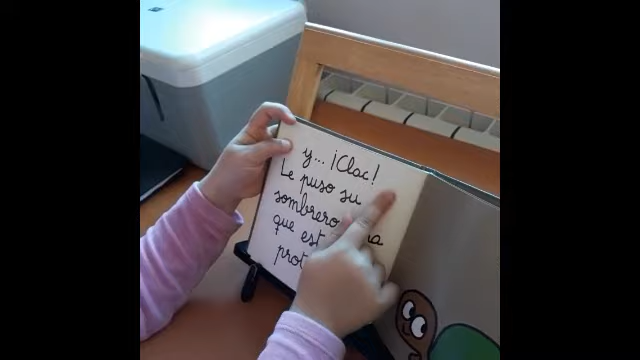 y... ¡Clac!
Le puso su
sombrero
que est
prot